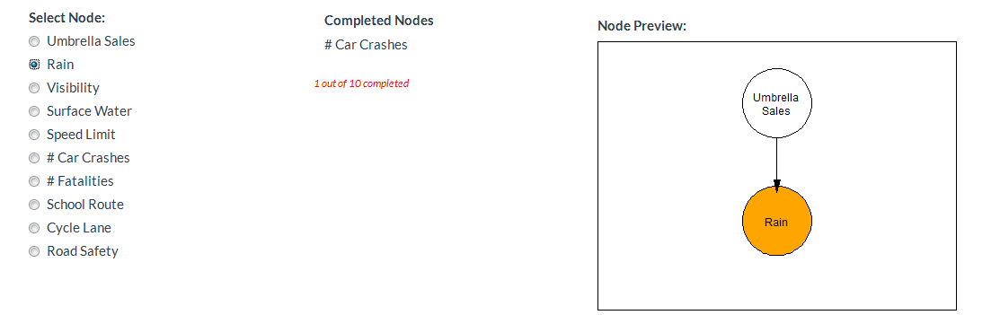 Select Node:
Umbrella Sales
Rain
Visibility
Surface Water
Speed Limit
# Car Crashes
# Fatalities
School Route
Cycle Lane
Road Safety
Completed Nodes
# Car Crashes
1 out of 10 completed
Node Preview:
Umbrella
Sales
Rain